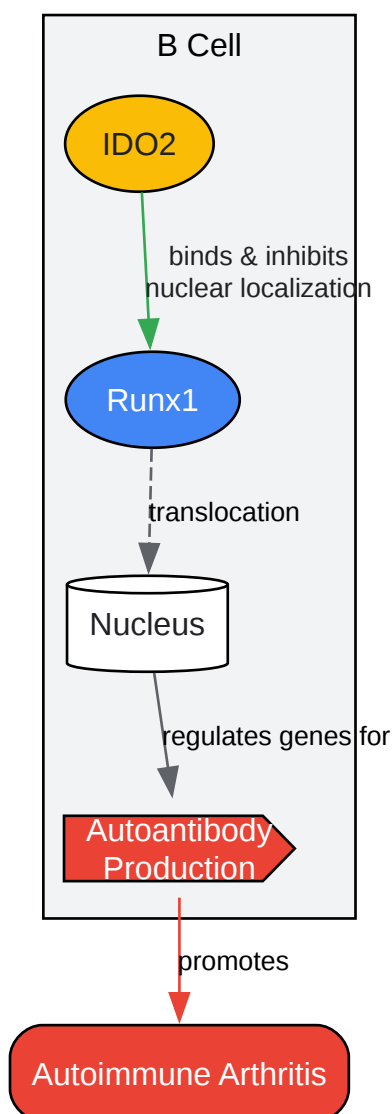 B Cell
IDO2
binds & inhibits
nuclear localization
Runx1
translocation
Nucleus
regulates genes for
Autoantibody
Production
promotes
Autoimmune Arthritis